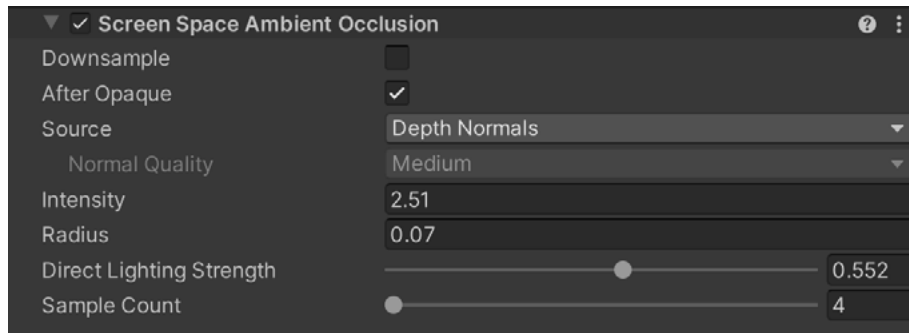 Screen Space Ambient Occlusion
Downsample
After Opaque
Source Depth Normals
Normal Quality Medium
Intensity 2.51
Radius 0.07
Direct Lighting Strength 0.552
Sample Count 4